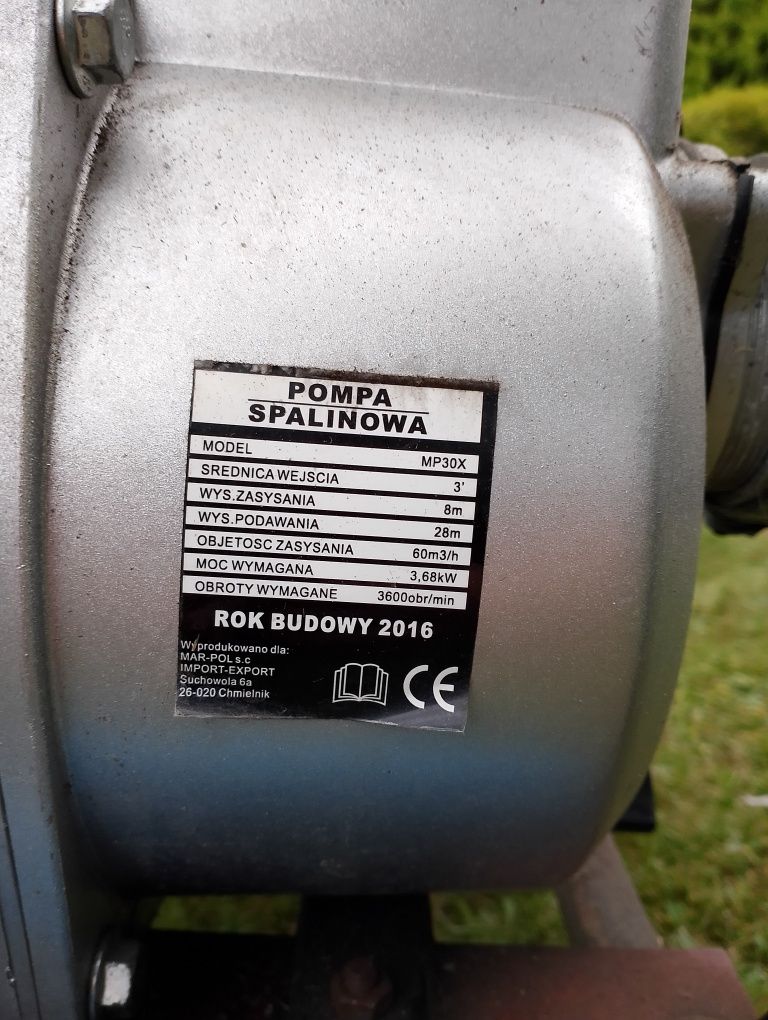 POMPA
SPALINOWA
MODEL MP30X
SREDNICA WEJSCIA 3'
WYS.ZASYSANIA 8m
WYS.PODAWANIA 28m
OBJETOSC ZASYSANIA 60m3/h
MOC WYMAGANA 3,68kW
OBROTY WYMAGANE 3600obr/min
ROK BUDOWY 2016
Wyprodukowano dla:
MAR-POL s.c
IMPORT-EXPORT
Suchowola 6a
26-020 Chmielnik
CE